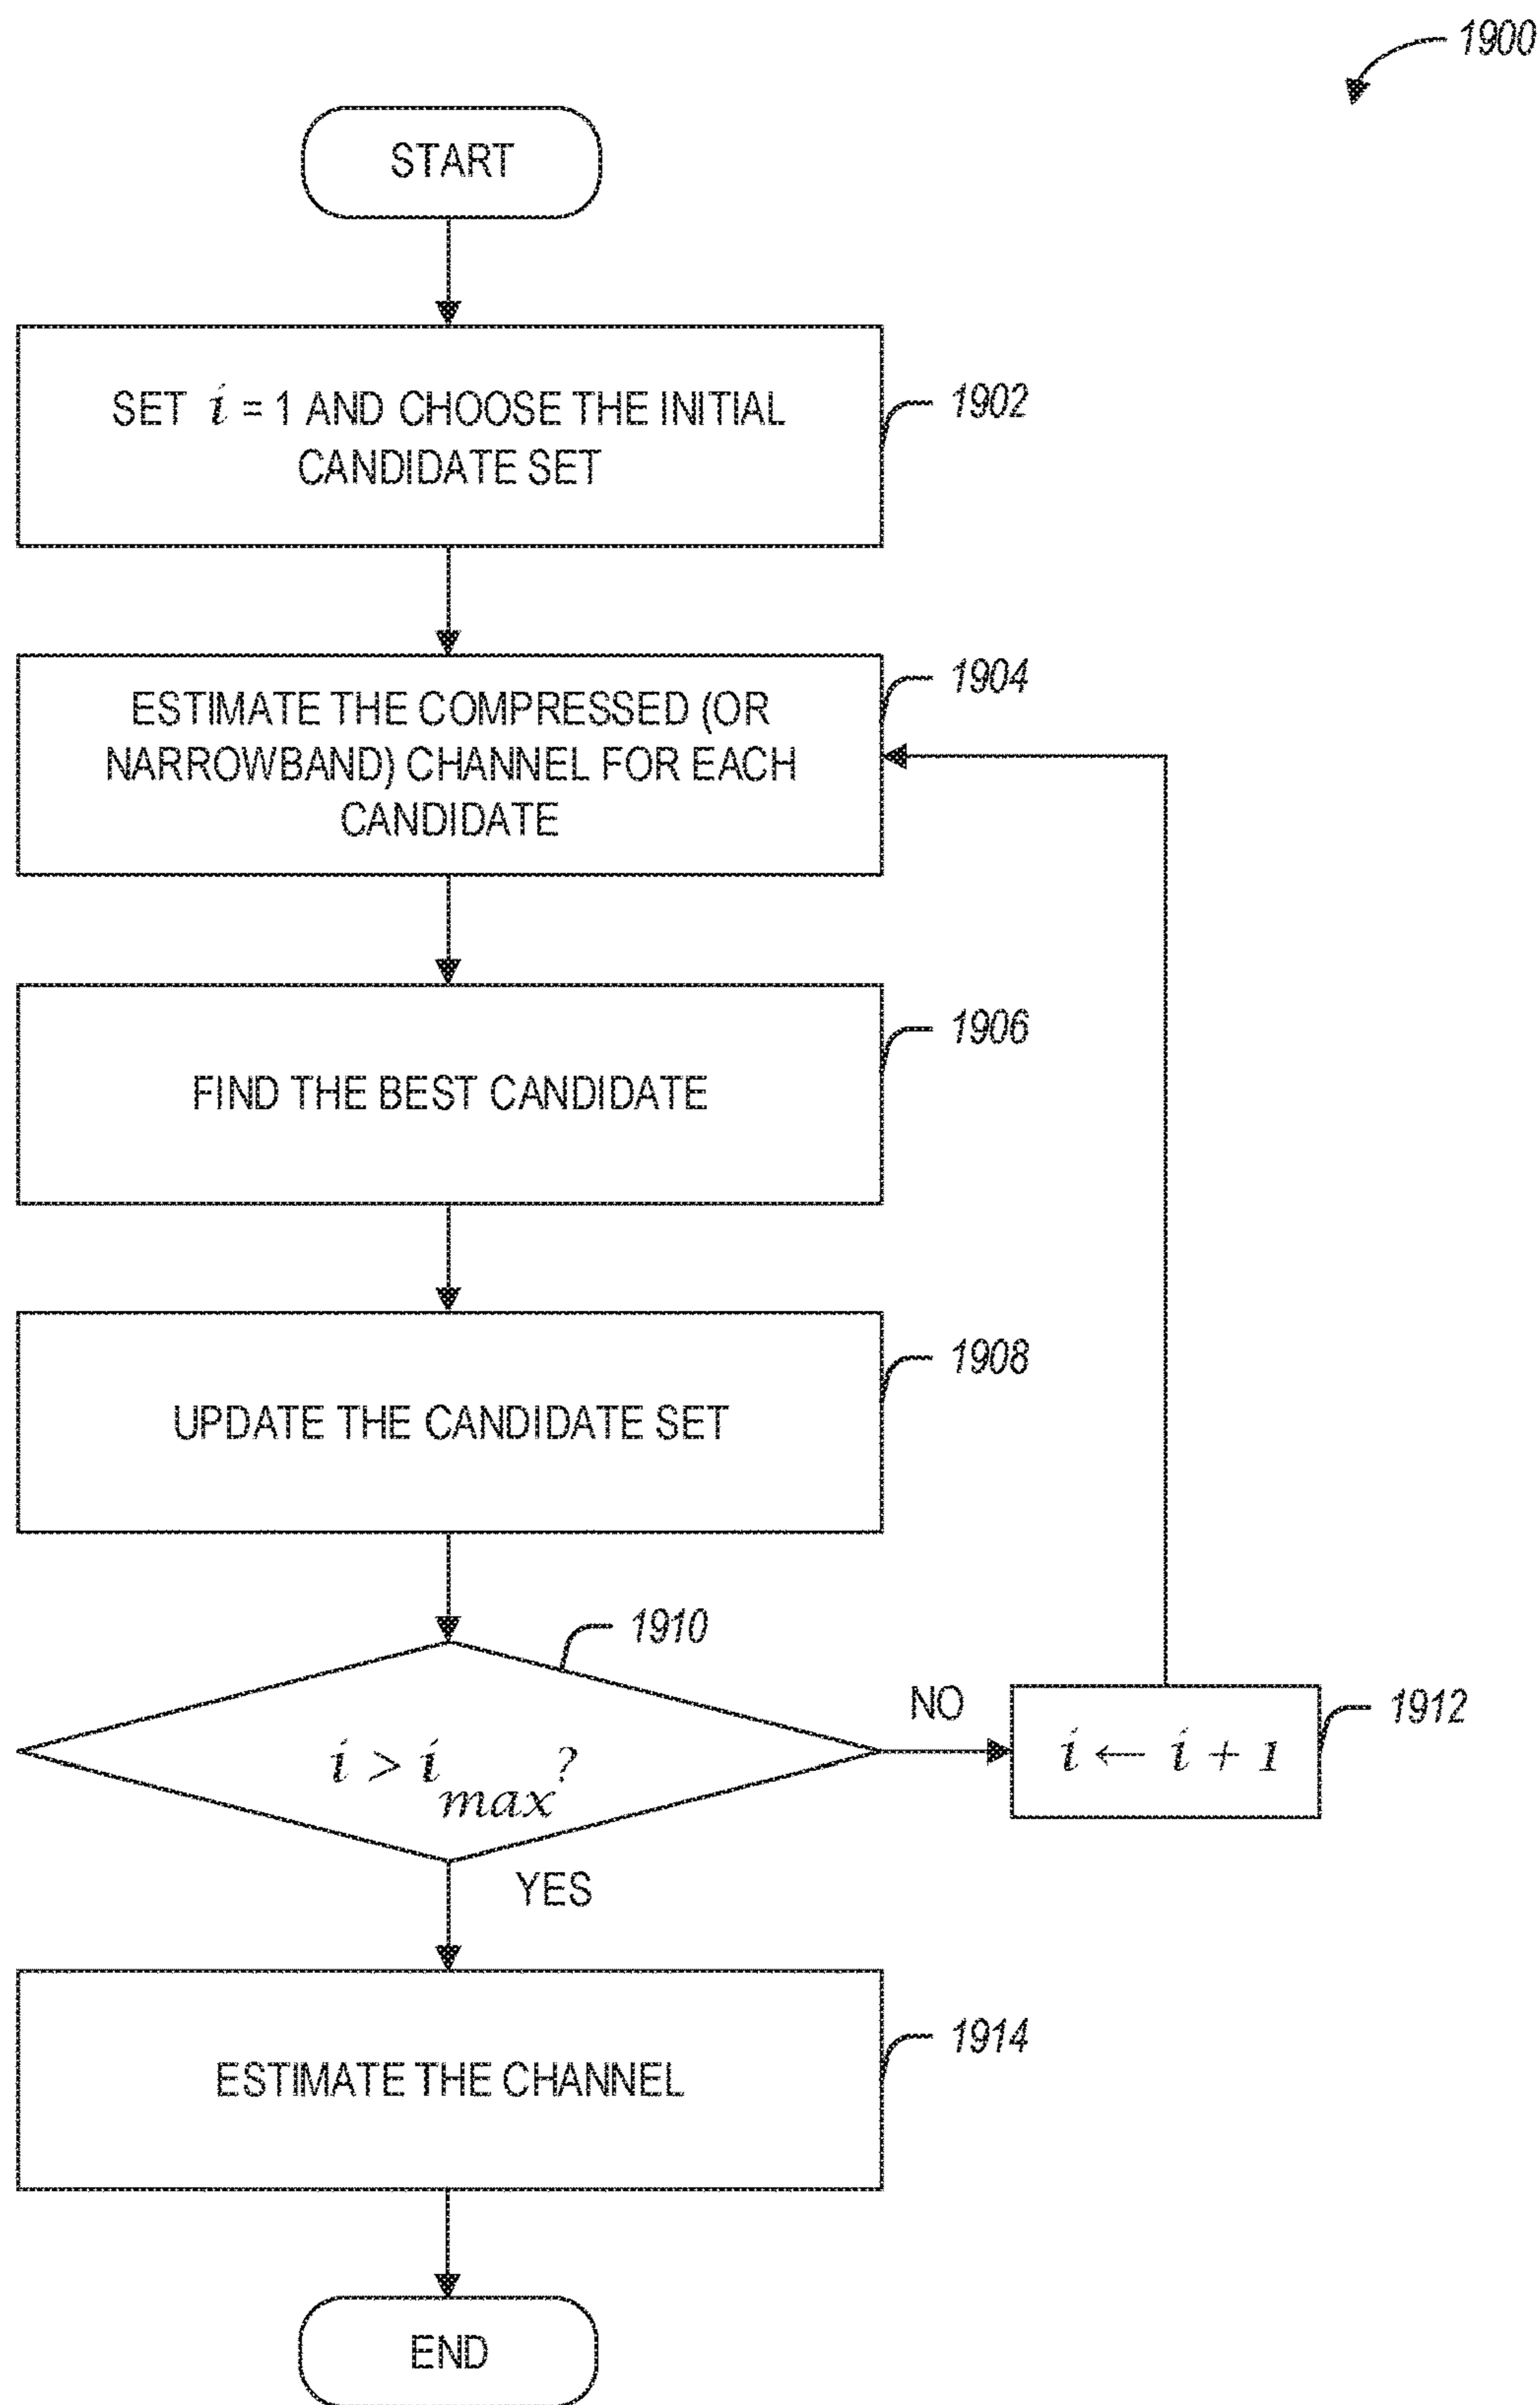 1900
START
SET i = 1 AND CHOOSE THE INITIAL
CANDIDATE SET
1902
ESTIMATE THE COMPRESSED (OR
NARROWBAND) CHANNEL FOR EACH
CANDIDATE
1904
FIND THE BEST CANDIDATE
1906
UPDATE THE CANDIDATE SET
1908
1910
i > i max ?
NO
i ← i + 1
1912
YES
ESTIMATE THE CHANNEL
1914
END